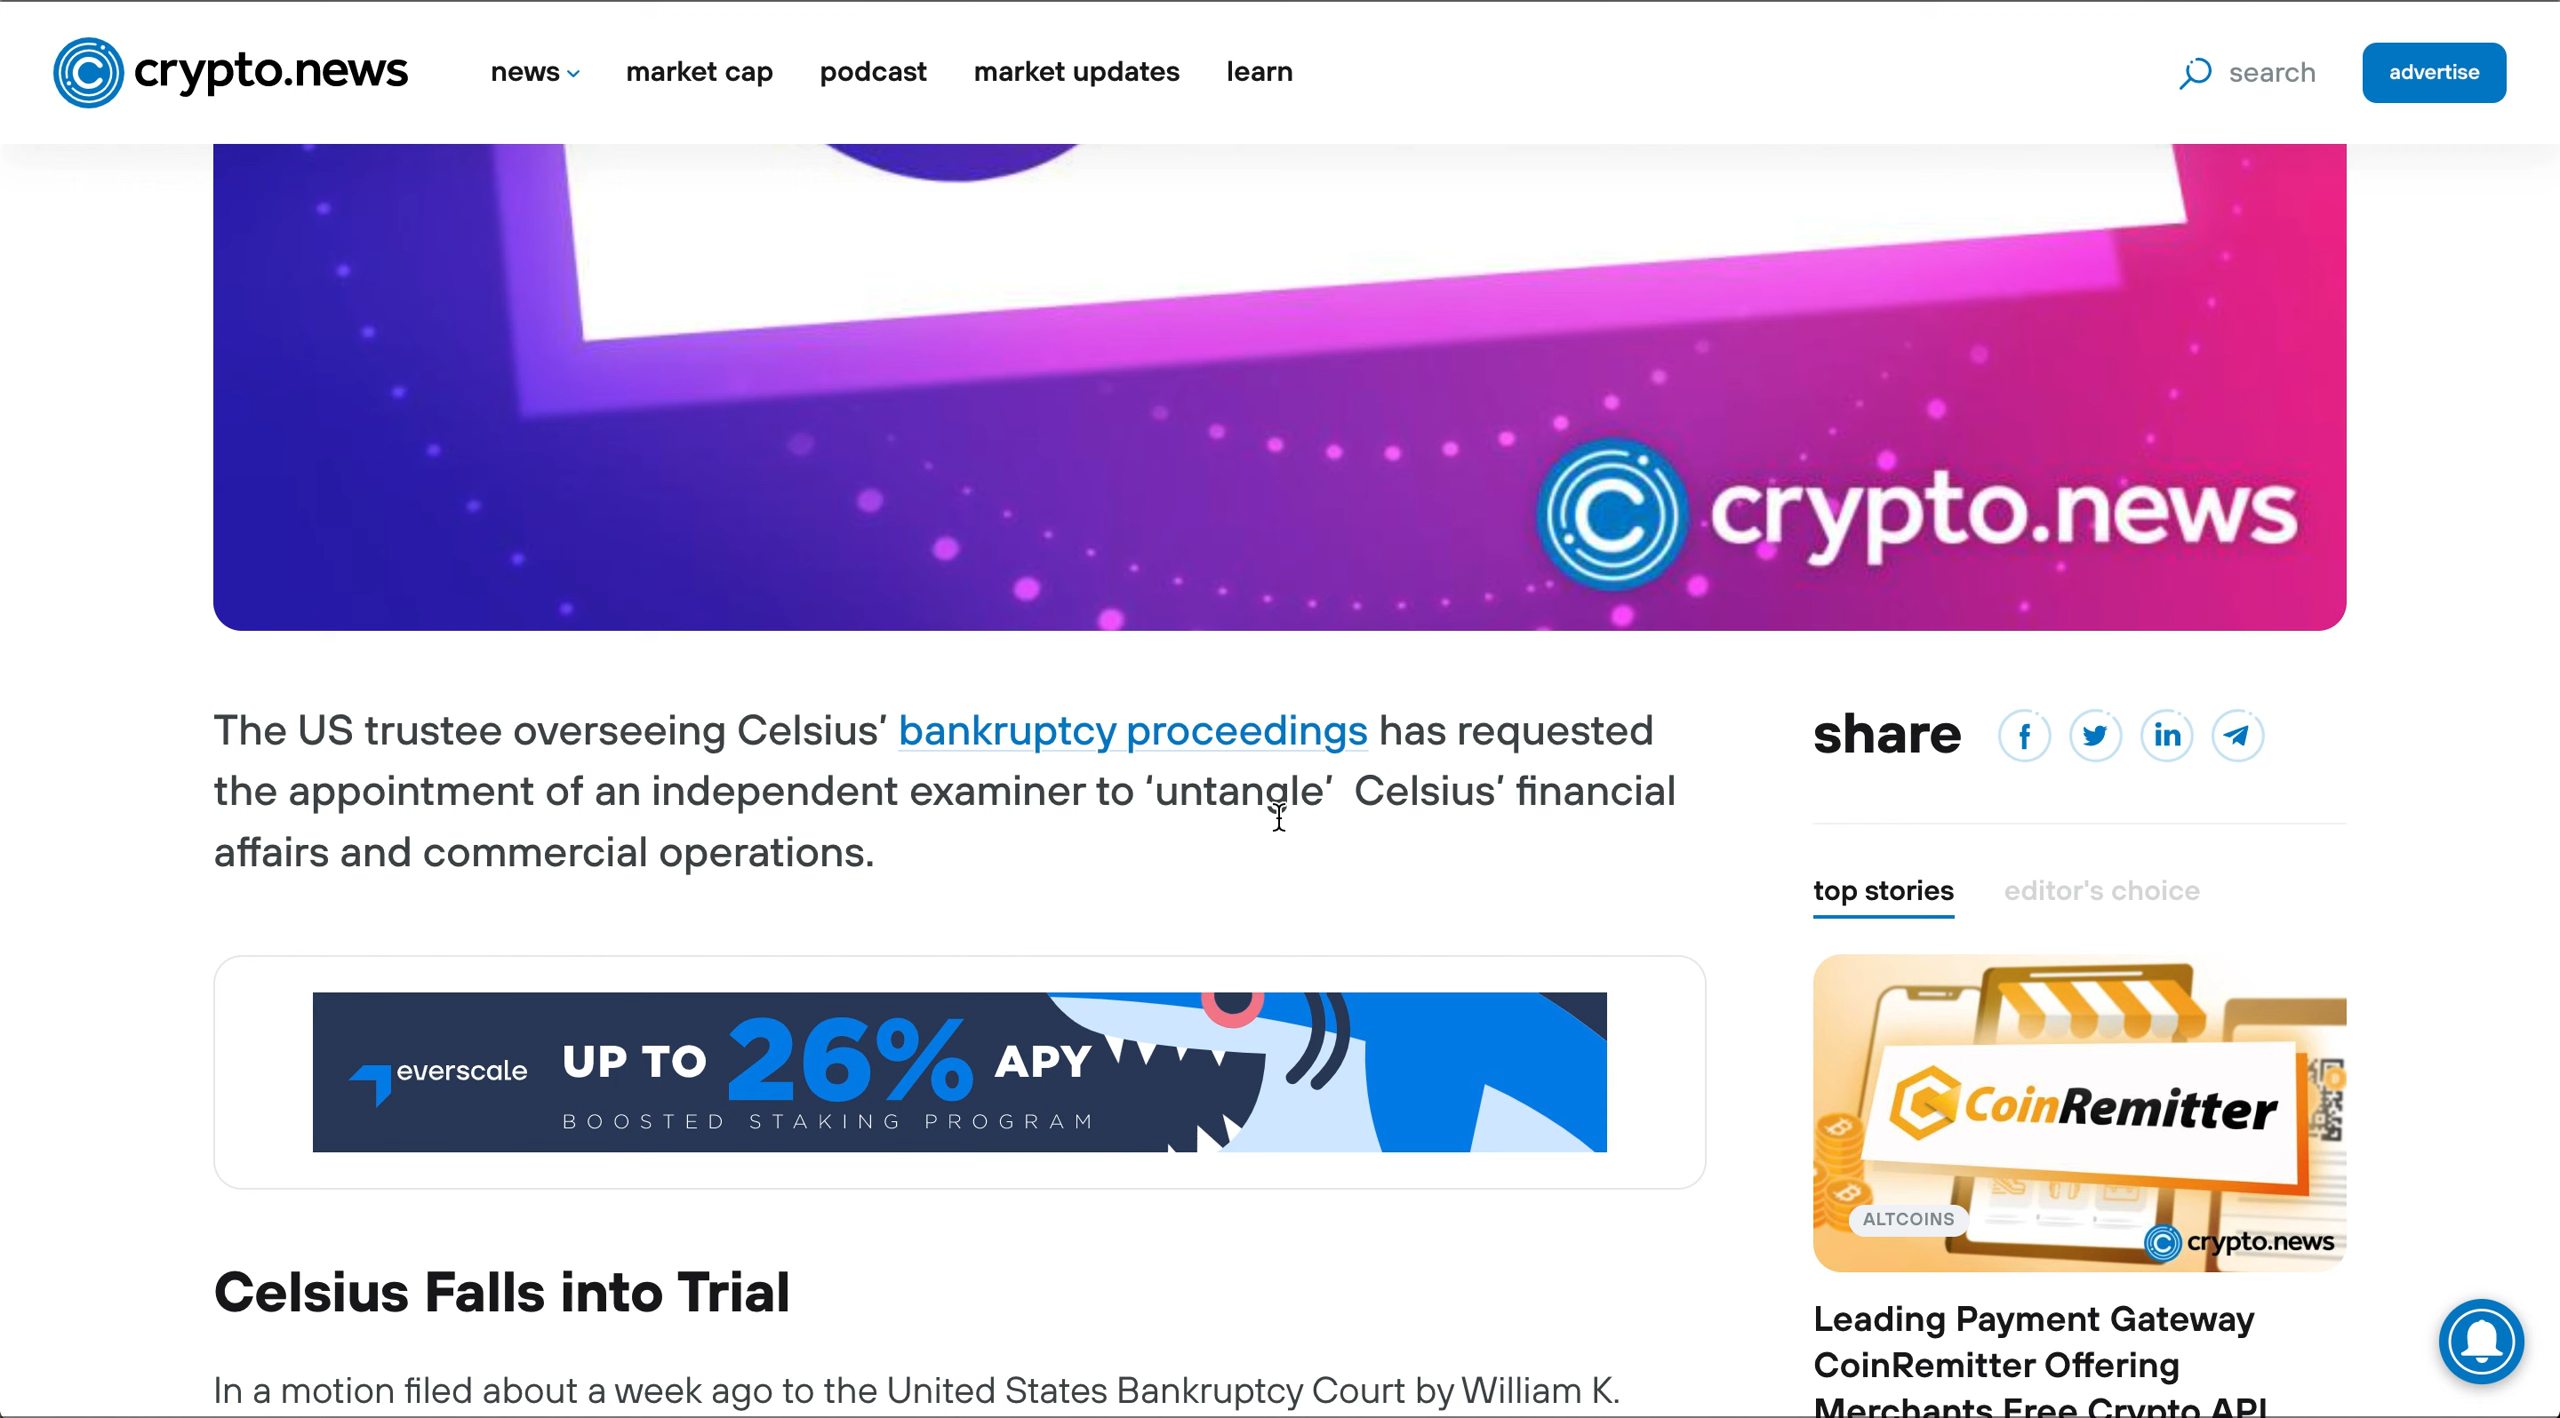 crypto.news
news
market cap
podcast
market updates
learn
search
advertise
crypto.news
The US trustee overseeing Celsius’ bankruptcy proceedings has requested
the appointment of an independent examiner to ‘untangle’  Celsius’ financial
affairs and commercial operations.
everscale
UP TO 26% APY
BOOSTED STAKING PROGRAM
Celsius Falls into Trial
In a motion filed about a week ago to the United States Bankruptcy Court by William K.
share
top stories
editor's choice
CoinRemitter
ALTCOINS
crypto.news
Leading Payment Gateway
CoinRemitter Offering
Merchants Free Crypto API